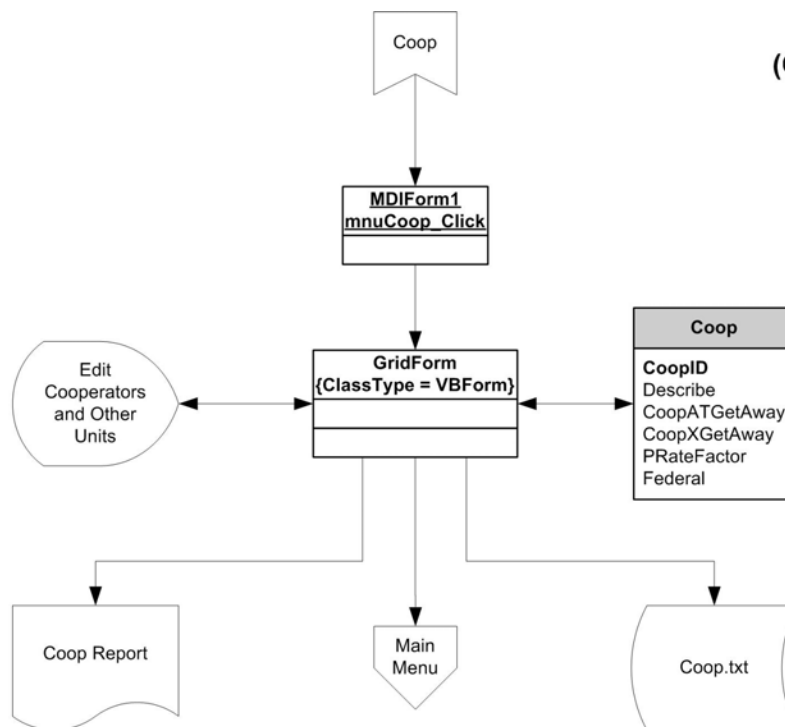 Coop
(
MDIForm1
mnuCoop_Click
Edit
Cooperators
and Other
Units
GridForm
{ClassType = VBForm}
Coop
CoopID
Describe
CoopATGetAway
CoopXGetAway
PRateFactor
Federal
Coop Report
Main
Menu
Coop.txt